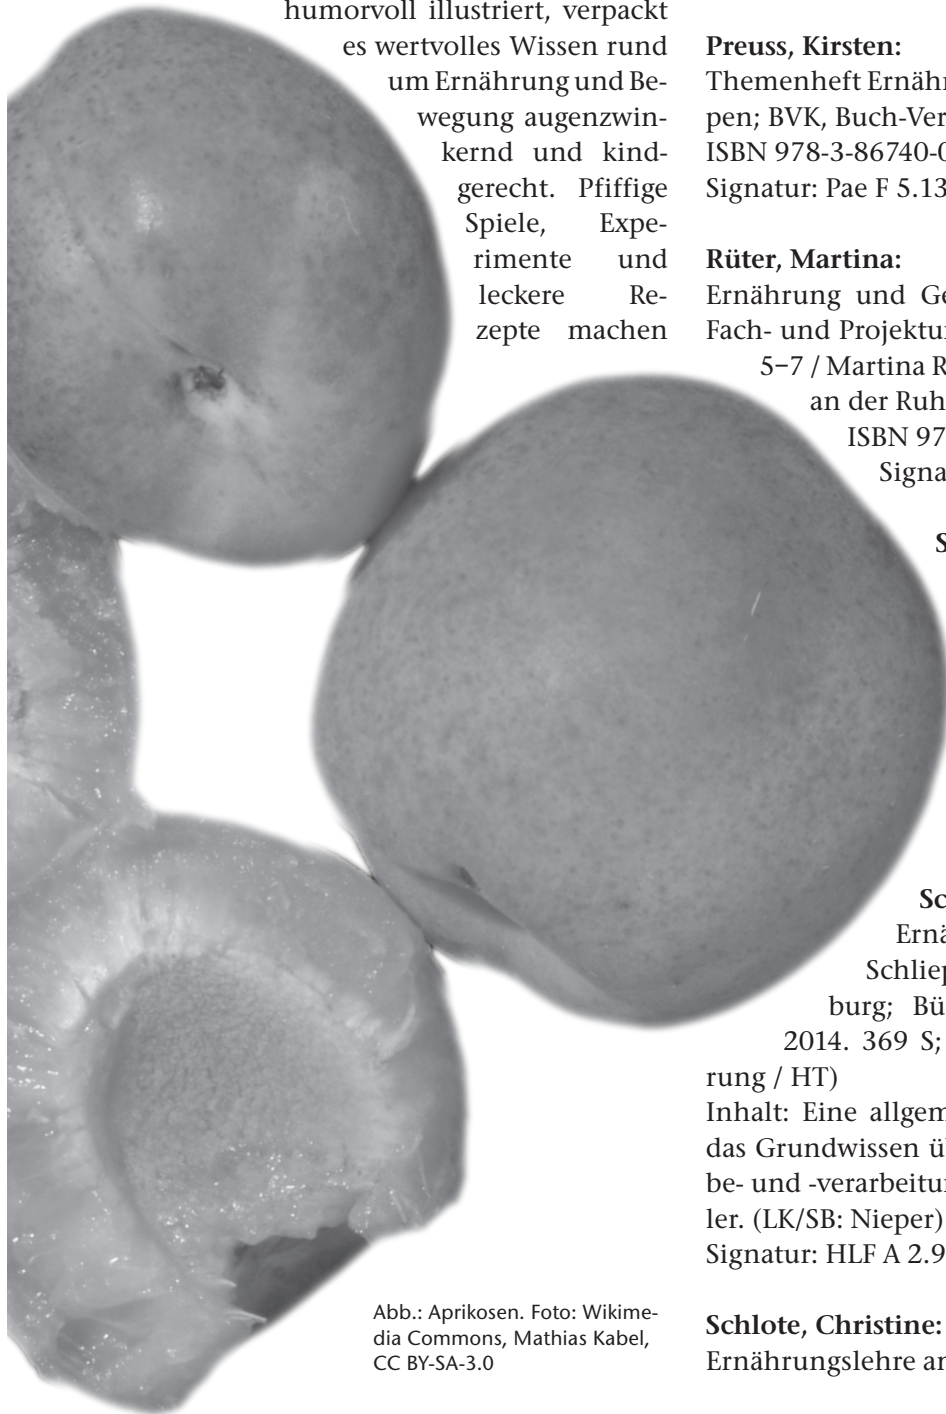 humorvoll illustriert, verpackt
es wertvolles Wissen rund
um Ernährung und Be-
wegung augenzwin-
kernd und kind-
gerecht. Pfiffige
Spiele, Expe-
rimente und
leckere Re-
zepte machen
Abb.: Aprikosen. Foto: Wikime-
dia Commons, Mathias Kabel,
CC BY-SA-3.0
Preuss, Kirsten:
Themenheft Ernähr
pen; BVK, Buch-Ver
ISBN 978-3-86740-0
Signatur: Pae F 5.13
Rüter, Martina:
Ernährung und Ge
Fach- und Projektu
5–7 / Martina R
an der Ruh
ISBN 97
Signa
S
Sc
Ernä
Schliep
burg; Bü
2014. 369 S;
rung / HT)
Inhalt: Eine allgem
das Grundwissen ü
be- und -verarbeitu
ler. (LK/SB: Nieper)
Signatur: HLF A 2.9
Schlote, Christine:
Ernährungslehre an